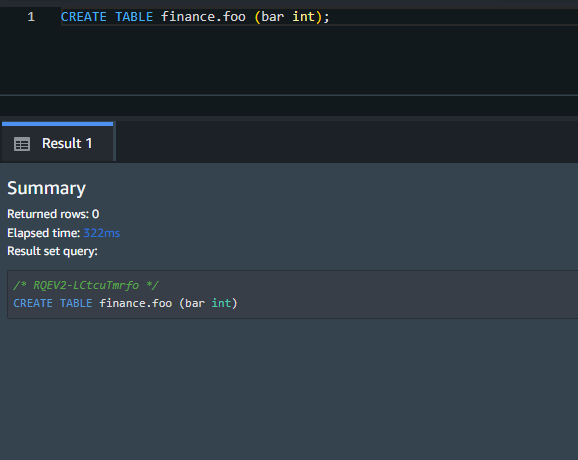 1 CREATE TABLE finance.foo (bar int);
Result 1
Summary
Returned rows: 0
Elapsed time: 322ms
Result set query:
/* RQEV2-LCtcuTmrfo */
CREATE TABLE finance.foo (bar int)